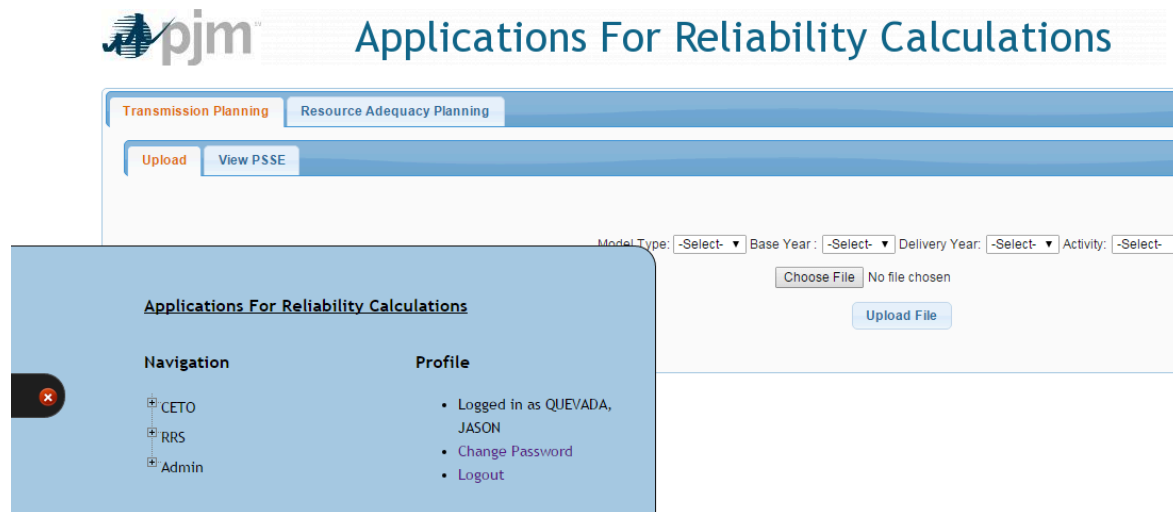 pjm Applications For Reliability Calculations
Transmission Planning Resource Adequacy Planning
Upload View PSSE
Model Type: -Select- Base Year : -Select- Delivery Year: -Select- Activity: -Select-
Choose File No file chosen
Upload File
Applications For Reliability Calculations
Navigation
CETO
RRS
Admin
Profile
Logged in as QUEVADA,
JASON
Change Password
Logout